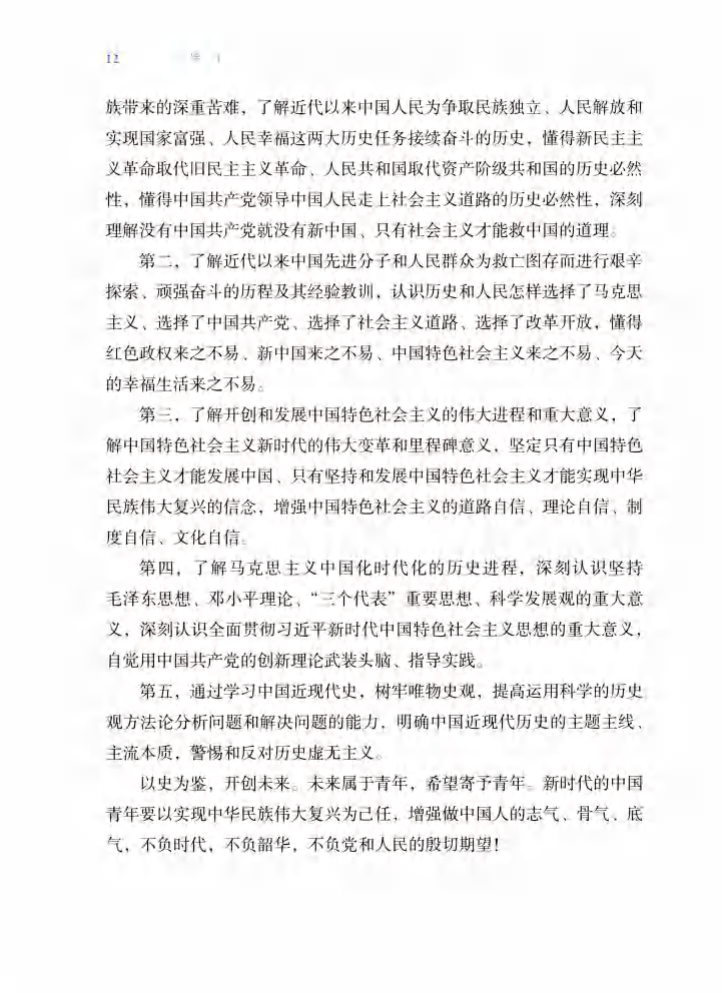 12
族带来的深重苦难，了解近代以来中国人民为争取民族独立、人民解放和
实现国家富强、人民幸福这两大历史任务接续奋斗的历史，懂得新民主主
义革命取代旧民主主义革命、人民共和国取代资产阶级共和国的历史必然
性，懂得中国共产党领导中国人民走上社会主义道路的历史必然性，深刻
理解没有中国共产党就没有新中国、只有社会主义才能救中国的道理。
第二，了解近代以来中国先进分子和人民群众为救亡图存而进行艰辛
探索、顽强奋斗的历程及其经验教训，认识历史和人民怎样选择了马克思
主义、选择了中国共产党、选择了社会主义道路、选择了改革开放，懂得
红色政权来之不易、新中国来之不易、中国特色社会主义来之不易、今天
的幸福生活来之不易。
第三，了解开创和发展中国特色社会主义的伟大进程和重大意义，了
解中国特色社会主义新时代的伟大变革和里程碑意义，坚定只有中国特色
社会主义才能发展中国、只有坚持和发展中国特色社会主义才能实现中华
民族伟大复兴的信念，增强中国特色社会主义的道路自信、理论自信、制
度自信、文化自信。
第四，了解马克思主义中国化时代化的历史进程，深刻认识坚持
毛泽东思想、邓小平理论、“三个代表”重要思想、科学发展观的重大意
义，深刻认识全面贯彻习近平新时代中国特色社会主义思想的重大意义，
自觉用中国共产党的创新理论武装头脑、指导实践。
第五，通过学习中国近现代史，树牢唯物史观，提高运用科学的历史
观方法论分析问题和解决问题的能力，明确中国近现代历史的主题主线、
主流本质，警惕和反对历史虚无主义。
以史为鉴，开创未来。未来属于青年，希望寄予青年。新时代的中国
青年要以实现中华民族伟大复兴为己任，增强做中国人的志气、骨气、底
气，不负时代，不负韶华，不负党和人民的殷切期望！